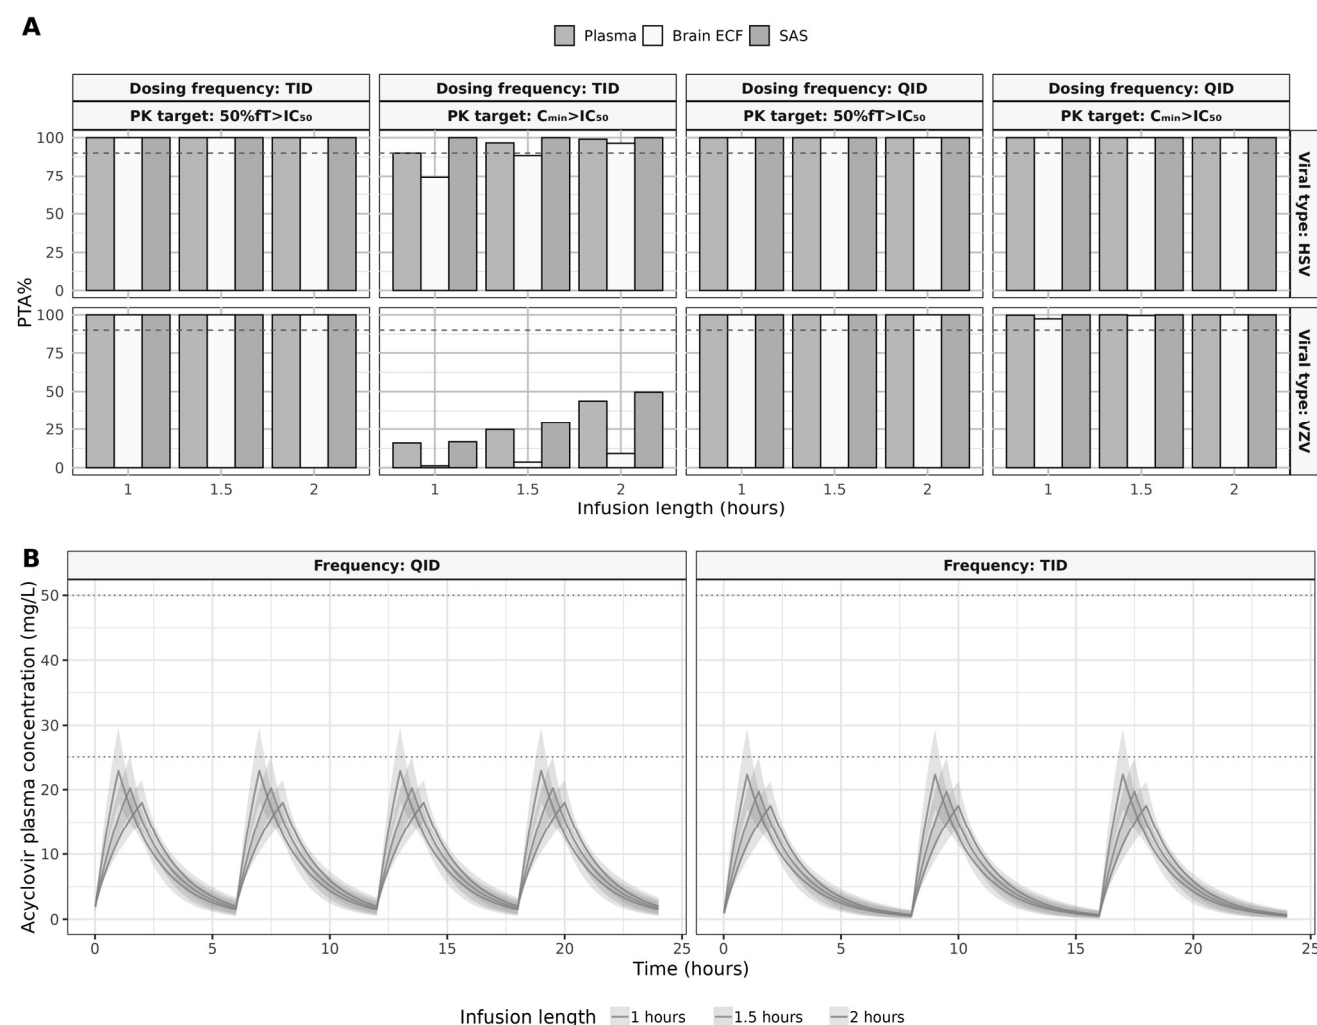 A
Plasma Brain ECF SAS
Dosing frequency: TID Dosing frequency: TID Dosing frequency: QID Dosing frequency: QID
PK target: 50%fT>IC₅₀ PK target: Cₘᵢₙ>IC₅₀ PK target: 50%fT>IC₅₀ PK target: Cₘᵢₙ>IC₅₀
100
75
50
25
0
Viral type: HSV
PTA%
100
75
50
25
0
Viral type: VZV
1 1.5 2 1 1.5 2 1 1.5 2 1 1.5 2
Infusion length (hours)
B
Frequency: QID Frequency: TID
Acyclovir plasma concentration (mg/L)
50
40
30
20
10
0
0 5 10 15 20 25 0 5 10 15 20 25
Time (hours)
Infusion length 1 hours 1.5 hours 2 hours